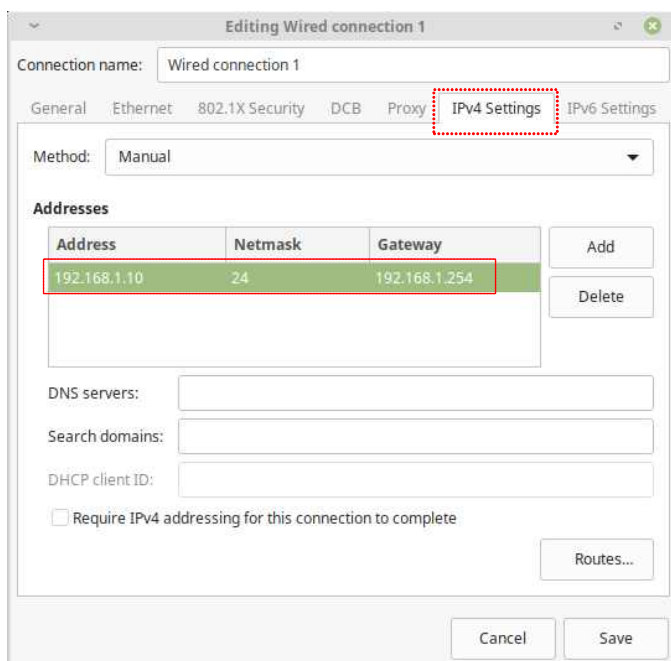 Editing Wired connection 1
Connection name: Wired connection 1
General Ethernet 802.1X Security DCB Proxy IPv4 Settings IPv6 Settings
Method: Manual
Addresses
Address Netmask Gateway Add
192.168.1.10 24 192.168.1.254
Delete
DNS servers:
Search domains:
DHCP client ID:
Require IPv4 addressing for this connection to complete
Routes...
Cancel Save